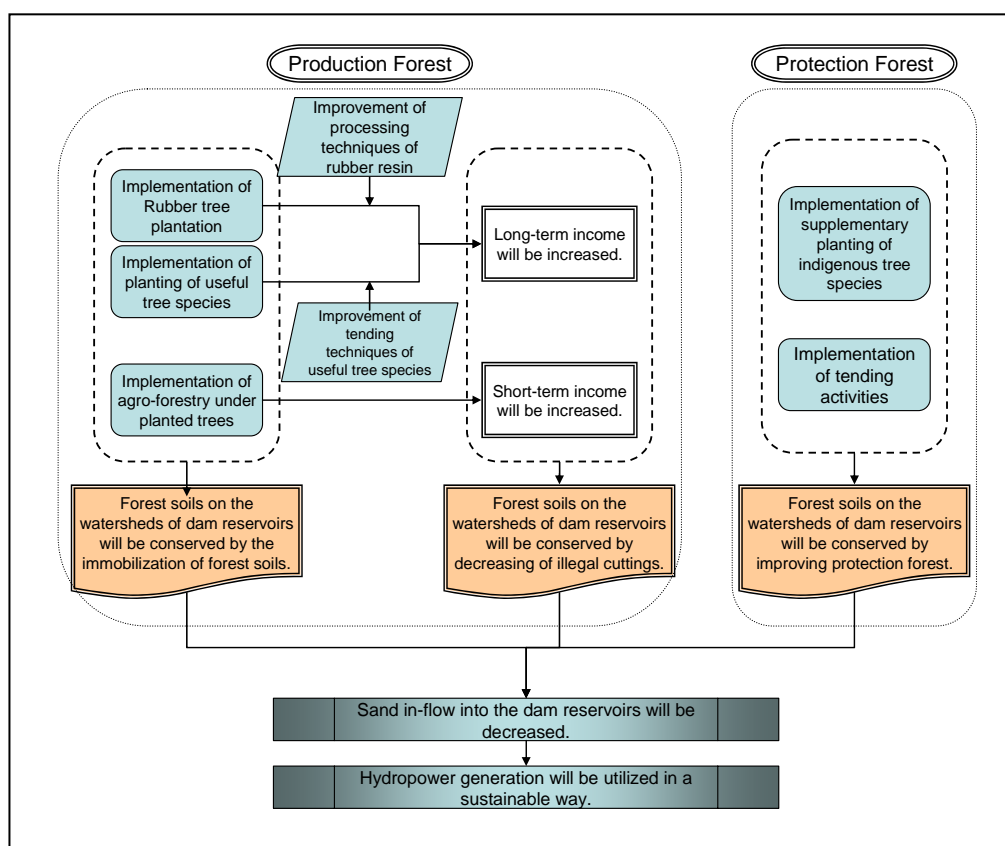 Production Forest
Protection Forest
Improvement of
processing
techniques of
rubber resin
Implementation of
Rubber tree
plantation
Implementation of
planting of useful
tree species
Improvement of
tending
techniques of
useful tree species
Implementation of
agro-forestry under
planted trees
Long-term income
will be increased.
Short-term income
will be increased.
Implementation of
supplementary
planting of
indigenous tree
species
Implementation
of tending
activities
Forest soils on the
watersheds of dam reservoirs
will be conserved by the
immobilization of forest soils.
Forest soils on the
watersheds of dam reservoirs
will be conserved by
decreasing of illegal cuttings.
Forest soils on the
watersheds of dam reservoirs
will be conserved by
improving protection forest.
Sand in-flow into the dam reservoirs will be
decreased.
Hydropower generation will be utilized in a
sustainable way.